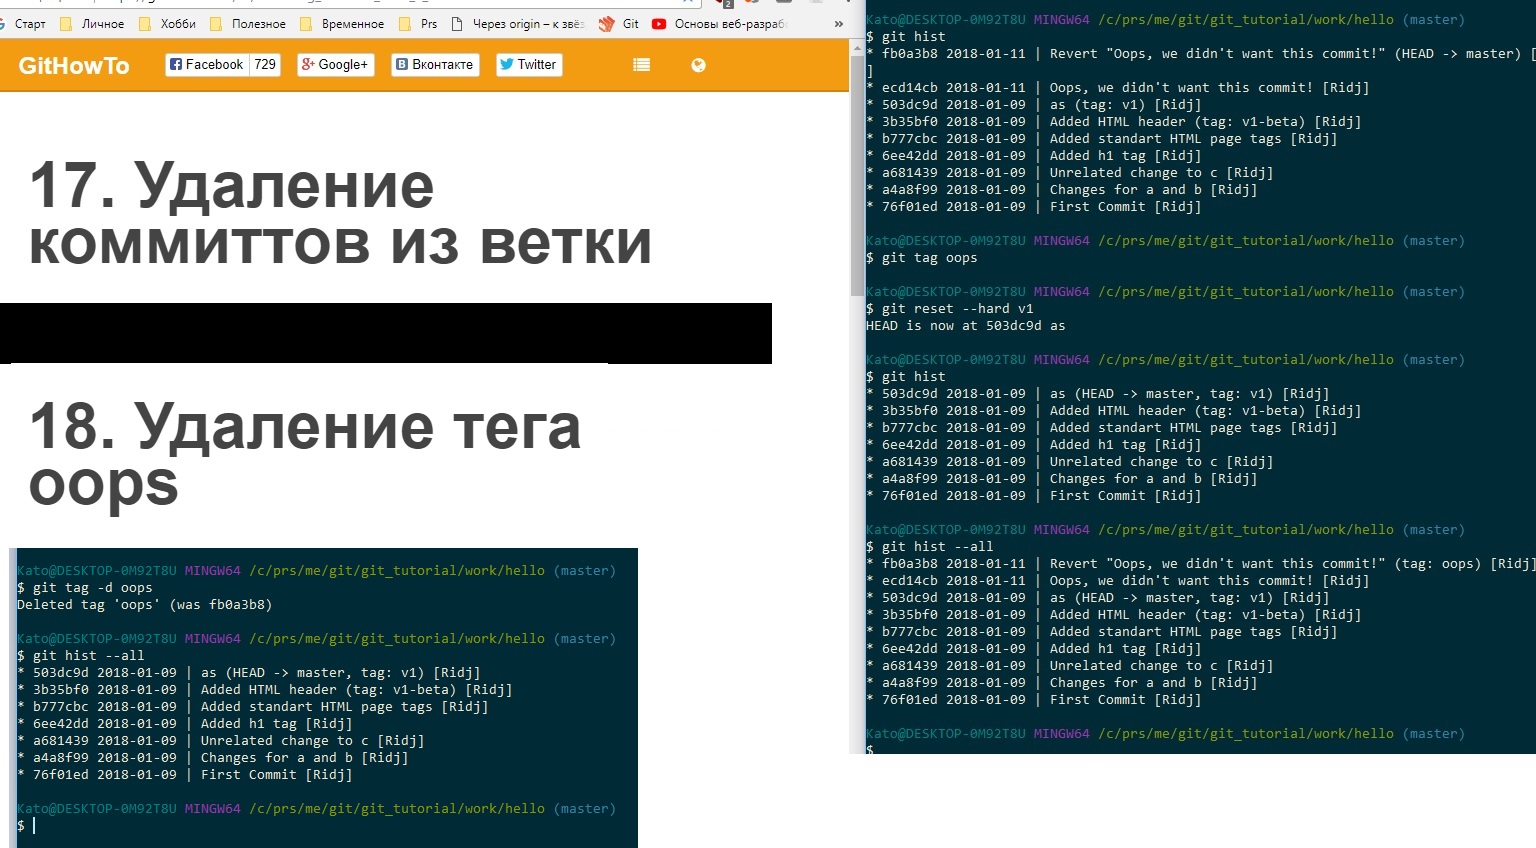 Старт Личное Хобби Полезное Временное Prs Через origin – к звёз Git Основы веб-разраб »
2
GitHowTo Facebook 729 Google+ Вконтакте Twitter
17. Удаление
коммиттов из ветки
18. Удаление тега
oops
Kato@DESKTOP-0M92T8U MINGW64 /c/prs/me/git/git_tutorial/work/hello (master)
$ git tag -d oops
Deleted tag 'oops' (was fb0a3b8)
Kato@DESKTOP-0M92T8U MINGW64 /c/prs/me/git/git_tutorial/work/hello (master)
$ git hist --all
* 503dc9d 2018-01-09 | as (HEAD -> master, tag: v1) [Ridj]
* 3b35bf0 2018-01-09 | Added HTML header (tag: v1-beta) [Ridj]
* b777cbc 2018-01-09 | Added standart HTML page tags [Ridj]
* 6ee42dd 2018-01-09 | Added h1 tag [Ridj]
* a681439 2018-01-09 | Unrelated change to c [Ridj]
* a4a8f99 2018-01-09 | Changes for a and b [Ridj]
* 76f01ed 2018-01-09 | First Commit [Ridj]
Kato@DESKTOP-0M92T8U MINGW64 /c/prs/me/git/git_tutorial/work/hello (master)
$
Kato@DESKTOP-0M92T8U MINGW64 /c/prs/me/git/git_tutorial/work/hello (master)
$ git hist
* fb0a3b8 2018-01-11 | Revert "Oops, we didn't want this commit!" (HEAD -> master) [
]
* ecd14cb 2018-01-11 | Oops, we didn't want this commit! [Ridj]
* 503dc9d 2018-01-09 | as (tag: v1) [Ridj]
* 3b35bf0 2018-01-09 | Added HTML header (tag: v1-beta) [Ridj]
* b777cbc 2018-01-09 | Added standart HTML page tags [Ridj]
* 6ee42dd 2018-01-09 | Added h1 tag [Ridj]
* a681439 2018-01-09 | Unrelated change to c [Ridj]
* a4a8f99 2018-01-09 | Changes for a and b [Ridj]
* 76f01ed 2018-01-09 | First Commit [Ridj]
Kato@DESKTOP-0M92T8U MINGW64 /c/prs/me/git/git_tutorial/work/hello (master)
$ git tag oops
Kato@DESKTOP-0M92T8U MINGW64 /c/prs/me/git/git_tutorial/work/hello (master)
$ git reset --hard v1
HEAD is now at 503dc9d as
Kato@DESKTOP-0M92T8U MINGW64 /c/prs/me/git/git_tutorial/work/hello (master)
$ git hist
* 503dc9d 2018-01-09 | as (HEAD -> master, tag: v1) [Ridj]
* 3b35bf0 2018-01-09 | Added HTML header (tag: v1-beta) [Ridj]
* b777cbc 2018-01-09 | Added standart HTML page tags [Ridj]
* 6ee42dd 2018-01-09 | Added h1 tag [Ridj]
* a681439 2018-01-09 | Unrelated change to c [Ridj]
* a4a8f99 2018-01-09 | Changes for a and b [Ridj]
* 76f01ed 2018-01-09 | First Commit [Ridj]
Kato@DESKTOP-0M92T8U MINGW64 /c/prs/me/git/git_tutorial/work/hello (master)
$ git hist --all
* fb0a3b8 2018-01-11 | Revert "Oops, we didn't want this commit!" (tag: oops) [Ridj]
* ecd14cb 2018-01-11 | Oops, we didn't want this commit! [Ridj]
* 503dc9d 2018-01-09 | as (HEAD -> master, tag: v1) [Ridj]
* 3b35bf0 2018-01-09 | Added HTML header (tag: v1-beta) [Ridj]
* b777cbc 2018-01-09 | Added standart HTML page tags [Ridj]
* 6ee42dd 2018-01-09 | Added h1 tag [Ridj]
* a681439 2018-01-09 | Unrelated change to c [Ridj]
* a4a8f99 2018-01-09 | Changes for a and b [Ridj]
* 76f01ed 2018-01-09 | First Commit [Ridj]
Kato@DESKTOP-0M92T8U MINGW64 /c/prs/me/git/git_tutorial/work/hello (master)
$